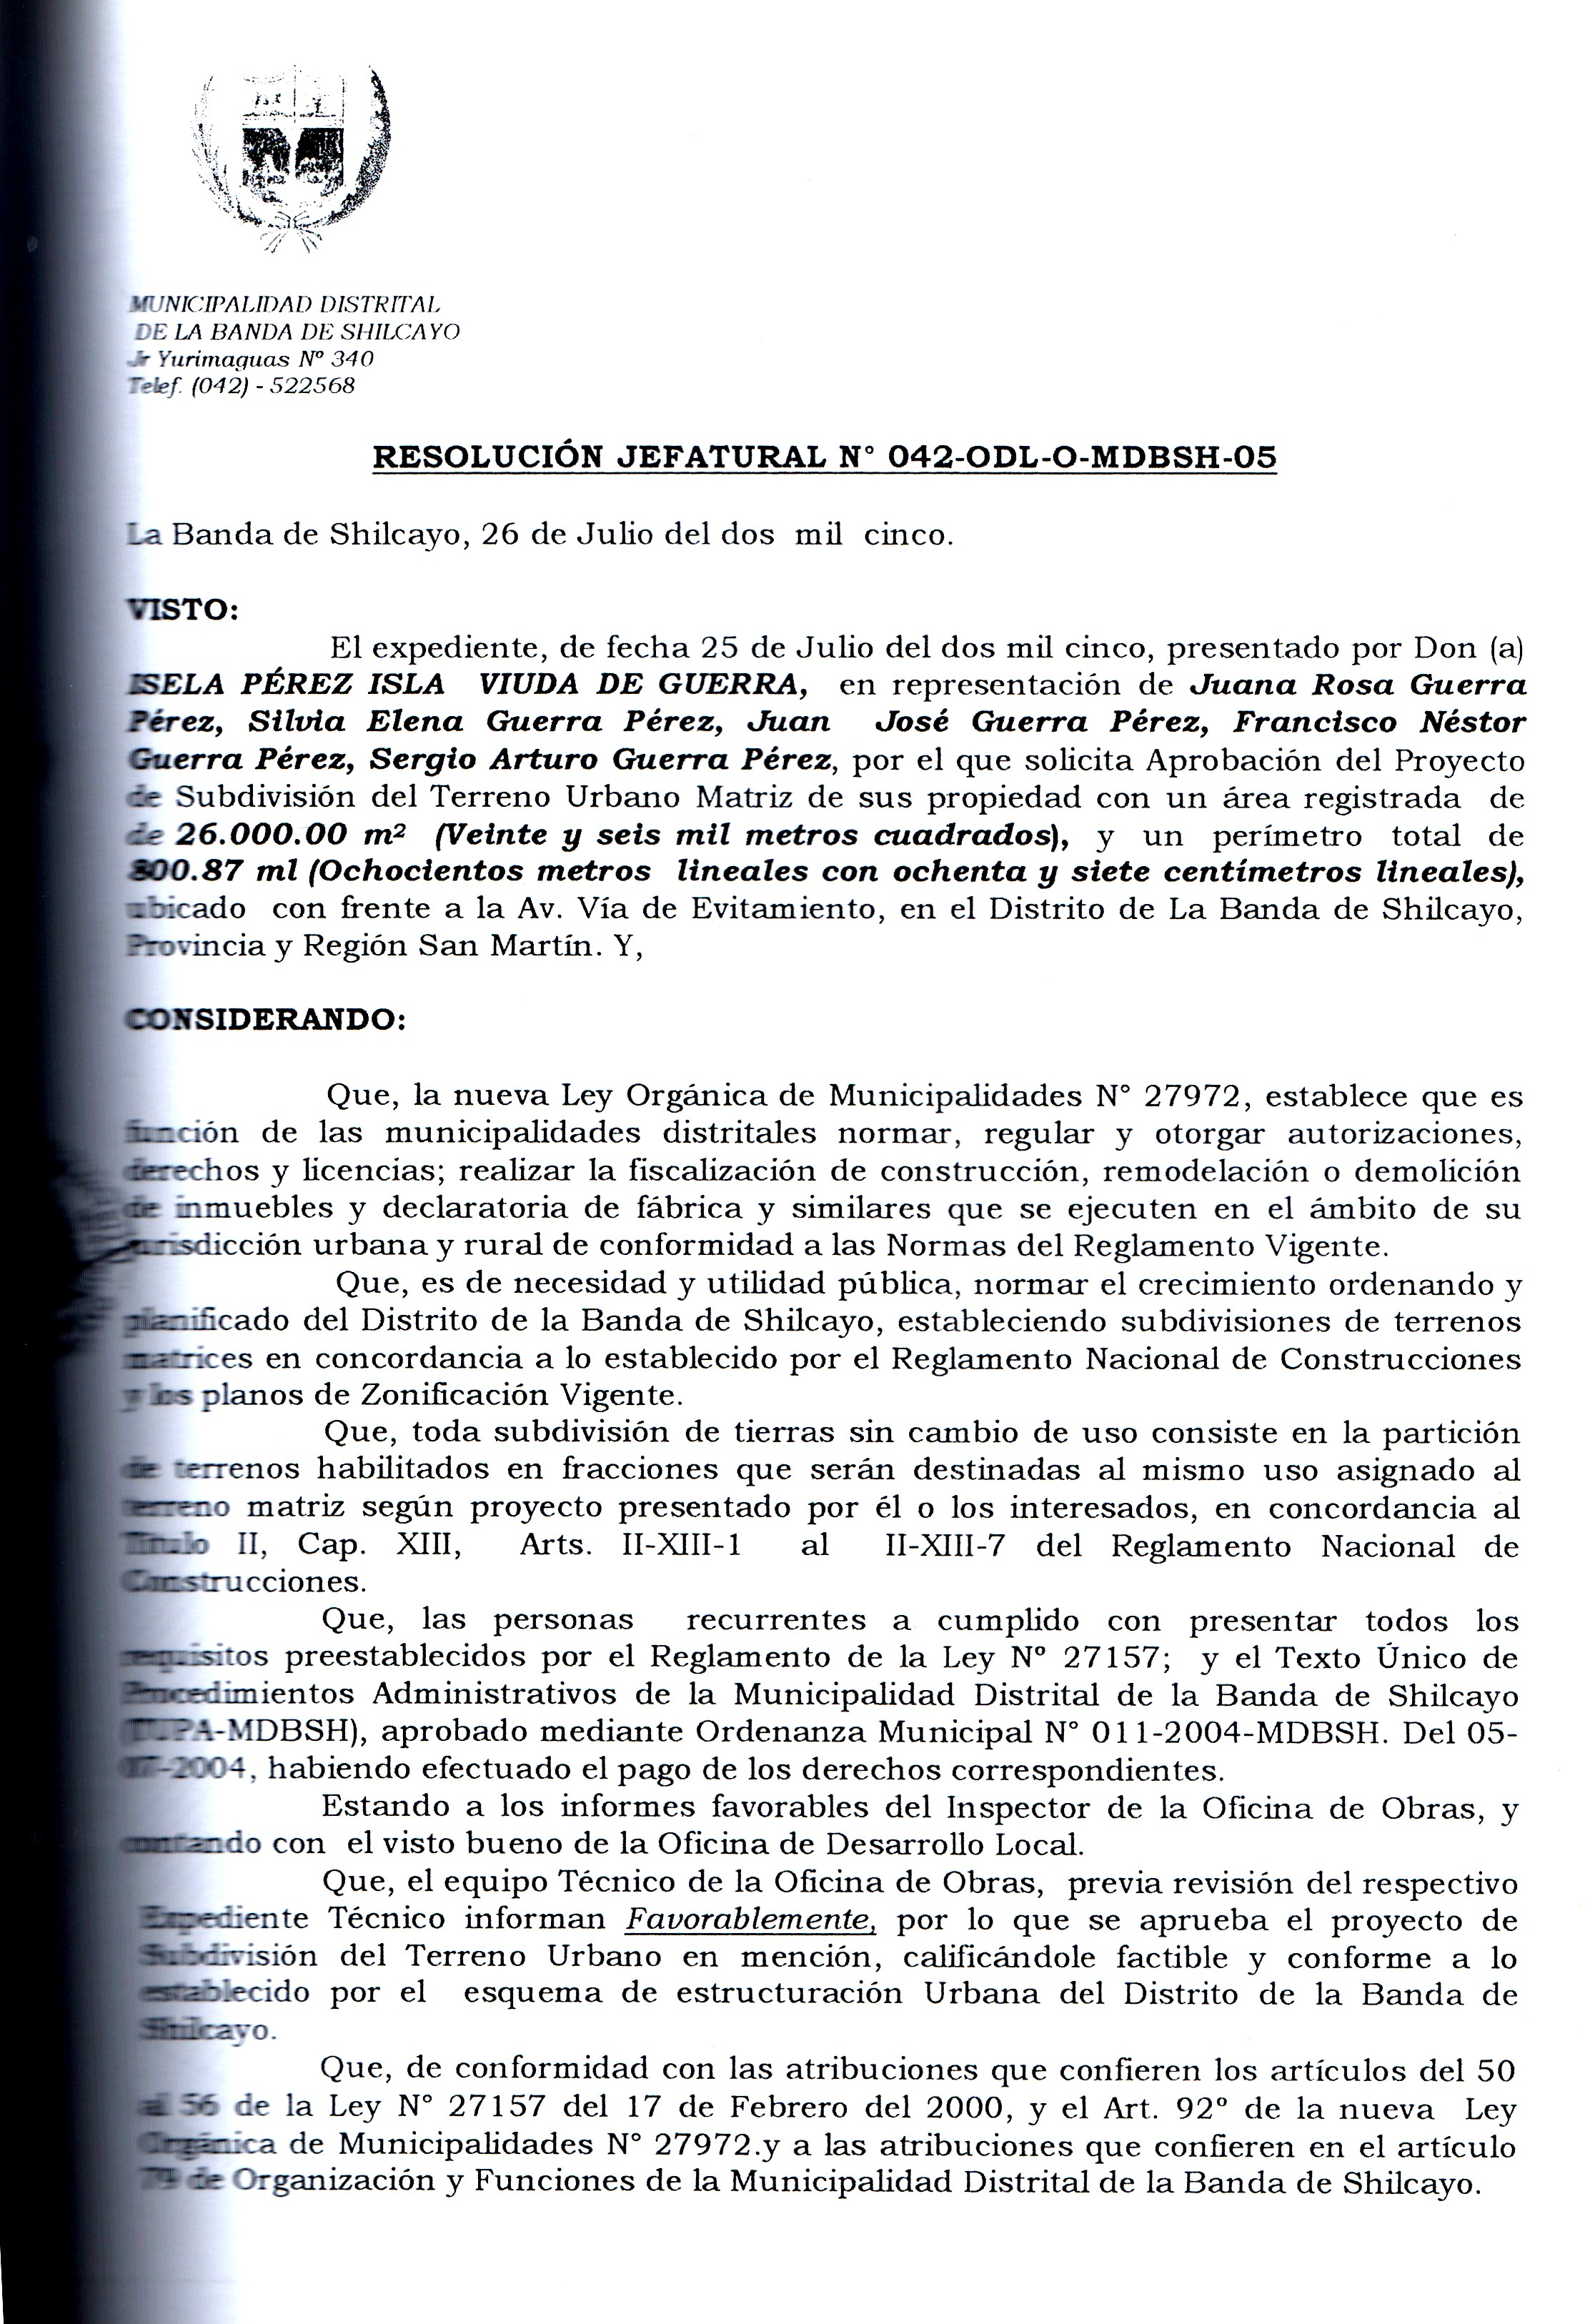 MUNICIPALIDAD DISTRITAL
DE LA BANDA DE SHILCAYO
Jr Yurimaguas Nº 340
Telef. (042) - 522568
RESOLUCIÓN JEFATURAL N° 042-ODL-O-MDBSH-05
La Banda de Shilcayo, 26 de Julio del dos mil cinco.
VISTO:
El expediente, de fecha 25 de Julio del dos mil cinco, presentado por Don (a)
ISELA PÉREZ ISLA VIUDA DE GUERRA, en representación de Juana Rosa Guerra
Pérez, Silvia Elena Guerra Pérez, Juan José Guerra Pérez, Francisco Néstor
Guerra Pérez, Sergio Arturo Guerra Pérez, por el que solicita Aprobación del Proyecto
de Subdivisión del Terreno Urbano Matriz de sus propiedad con un área registrada de
de 26.000.00 m² (Veinte y seis mil metros cuadrados), y un perímetro total de
800.87 ml (Ochocientos metros lineales con ochenta y siete centímetros lineales),
ubicado con frente a la Av. Vía de Evitamiento, en el Distrito de La Banda de Shilcayo,
Provincia y Región San Martín. Y,
CONSIDERANDO:
Que, la nueva Ley Orgánica de Municipalidades N° 27972, establece que es
función de las municipalidades distritales normar, regular y otorgar autorizaciones,
derechos y licencias; realizar la fiscalización de construcción, remodelación o demolición
de inmuebles y declaratoria de fábrica y similares que se ejecuten en el ámbito de su
jurisdicción urbana y rural de conformidad a las Normas del Reglamento Vigente.
Que, es de necesidad y utilidad pública, normar el crecimiento ordenando y
planificado del Distrito de la Banda de Shilcayo, estableciendo subdivisiones de terrenos
matrices en concordancia a lo establecido por el Reglamento Nacional de Construcciones
y los planos de Zonificación Vigente.
Que, toda subdivisión de tierras sin cambio de uso consiste en la partición
de terrenos habilitados en fracciones que serán destinadas al mismo uso asignado al
terreno matriz según proyecto presentado por él o los interesados, en concordancia al
Título II, Cap. XIII, Arts. II-XIII-1 al II-XIII-7 del Reglamento Nacional de
Construcciones.
Que, las personas recurrentes a cumplido con presentar todos los
requisitos preestablecidos por el Reglamento de la Ley Nº 27157; y el Texto Único de
Procedimientos Administrativos de la Municipalidad Distrital de la Banda de Shilcayo
(TUPA-MDBSH), aprobado mediante Ordenanza Municipal N° 011-2004-MDBSH. Del 05-
07-2004, habiendo efectuado el pago de los derechos correspondientes.
Estando a los informes favorables del Inspector de la Oficina de Obras, y
contando con el visto bueno de la Oficina de Desarrollo Local.
Que, el equipo Técnico de la Oficina de Obras, previa revisión del respectivo
Expediente Técnico informan Favorablemente, por lo que se aprueba el proyecto de
Subdivisión del Terreno Urbano en mención, calificándole factible y conforme a lo
establecido por el esquema de estructuración Urbana del Distrito de la Banda de
Shilcayo.
Que, de conformidad con las atribuciones que confieren los artículos del 50
al 56 de la Ley N° 27157 del 17 de Febrero del 2000, y el Art. 92º de la nueva Ley
Orgánica de Municipalidades N° 27972.y a las atribuciones que confieren en el artículo
79 de Organización y Funciones de la Municipalidad Distrital de la Banda de Shilcayo.